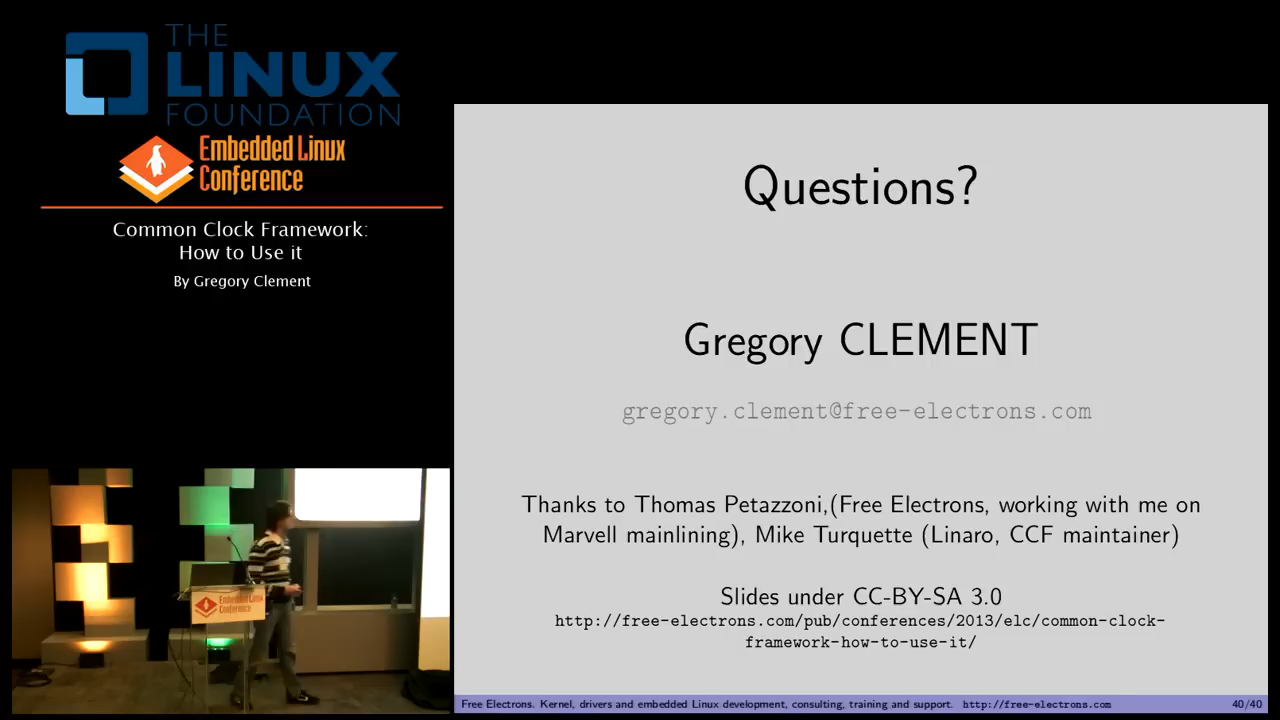 THE
LINUX
FOUNDATION
Embedded Linux
Conference
Common Clock Framework:
How to Use it
By Gregory Clement
Questions?
Gregory CLEMENT
gregory.clement@free-electrons.com
Thanks to Thomas Petazzoni,(Free Electrons, working with me on
Marvell mainlining), Mike Turquette (Linaro, CCF maintainer)
Slides under CC-BY-SA 3.0
http://free-electrons.com/pub/conferences/2013/elc/common-clock-
framework-how-to-use-it/
Free Electrons. Kernel, drivers and embedded Linux development, consulting, training and support. http://free-electrons.com 40/40
Embedded Linux
Conference